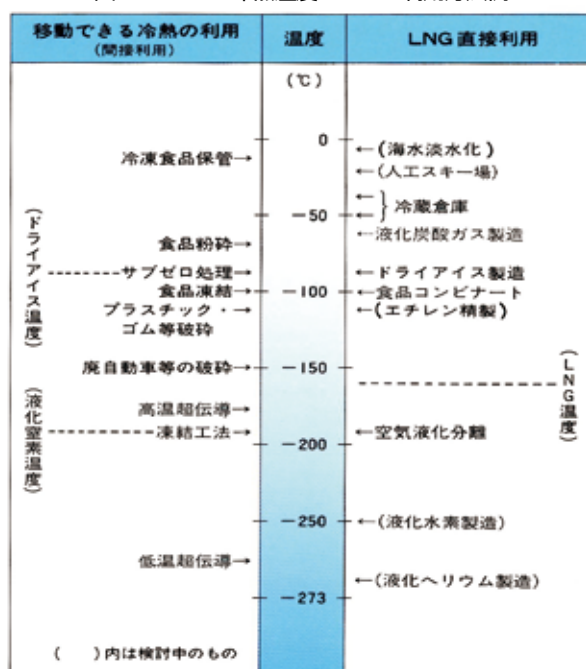 移動できる冷熱の利用
(間接利用)
温度
LNG直接利用
(℃)
0
−50
−100
−150
−200
−250
−273
冷凍食品保管→
食品粉砕→
サブゼロ処理→
食品凍結→
プラスチック・→
ゴム等破砕
廃自動車等の破砕→
高温超伝導→
凍結工法→
低温超伝導→
(ドライアイス温度)
(液化窒素温度)
←(海水淡水化)
←(人工スキー場)
冷蔵倉庫
←液化炭酸ガス製造
←ドライアイス製造
←食品コンビナート
←(エチレン精製)
(LNG温度)
←空気液化分離
←(液化水素製造)
←(液化ヘリウム製造)
( )内は検討中のもの